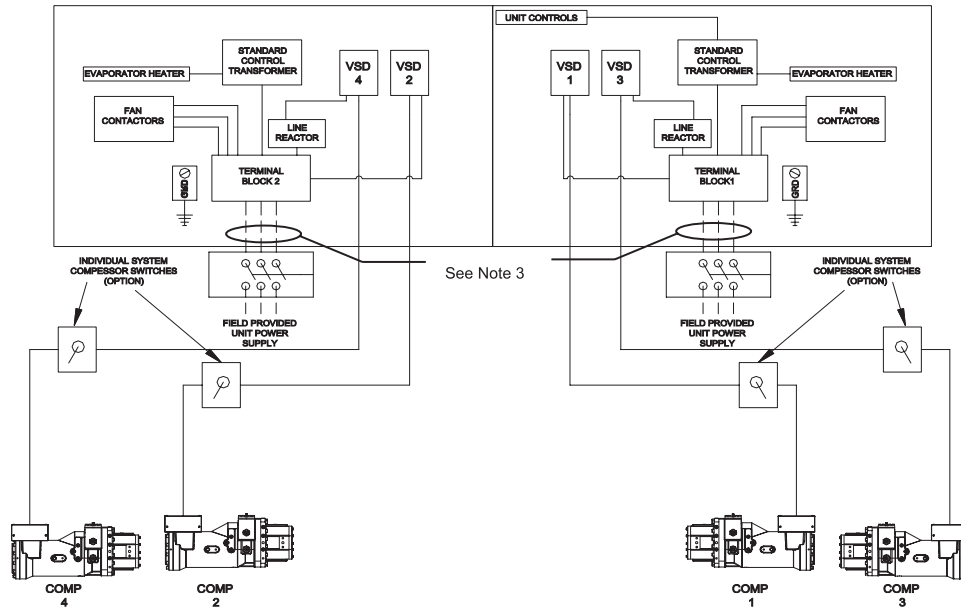 UNIT CONTROLS
STANDARD
CONTROL
TRANSFORMER
VSD
4
VSD
2
EVAPORATOR HEATER
FAN
CONTACTORS
LINE
REACTOR
TERMINAL
BLOCK 2
GRD
VSD
1
VSD
3
STANDARD
CONTROL
TRANSFORMER
EVAPORATOR HEATER
LINE
REACTOR
FAN
CONTACTORS
TERMINAL
BLOCK1
GRD
INDIVIDUAL SYSTEM
COMPESSOR SWITCHES
(OPTION)
See Note 3
INDIVIDUAL SYSTEM
COMPESSOR SWITCHES
(OPTION)
FIELD PROVIDED
UNIT POWER
SUPPLY
FIELD PROVIDED
UNIT POWER
SUPPLY
COMP
4
COMP
2
COMP
1
COMP
3